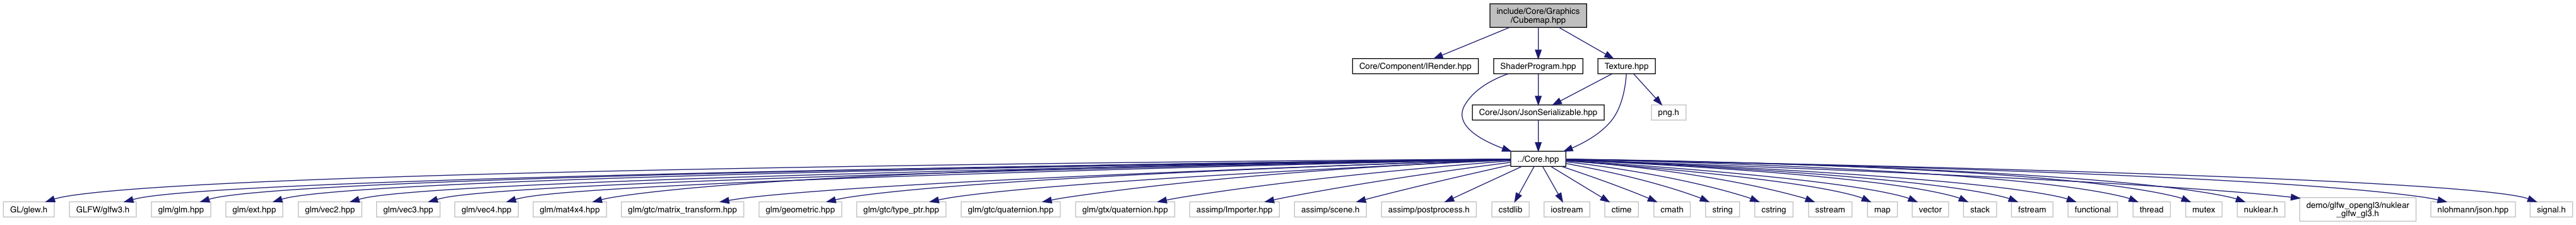 include/Core/Graphics
/Cubemap.hpp
Core/Component/IRender.hpp
ShaderProgram.hpp
Texture.hpp
Core/Json/JsonSerializable.hpp
png.h
../Core.hpp
GL/glew.h
GLFW/glfw3.h
glm/glm.hpp
glm/ext.hpp
glm/vec2.hpp
glm/vec3.hpp
glm/vec4.hpp
glm/mat4x4.hpp
glm/gtc/matrix_transform.hpp
glm/geometric.hpp
glm/gtc/type_ptr.hpp
glm/gtc/quaternion.hpp
glm/gtx/quaternion.hpp
assimp/Importer.hpp
assimp/scene.h
assimp/postprocess.h
cstdlib
iostream
ctime
cmath
string
cstring
sstream
map
vector
stack
fstream
functional
thread
mutex
nuklear.h
demo/glfw_opengl3/nuklear
_glfw_gl3.h
nlohmann/json.hpp
signal.h